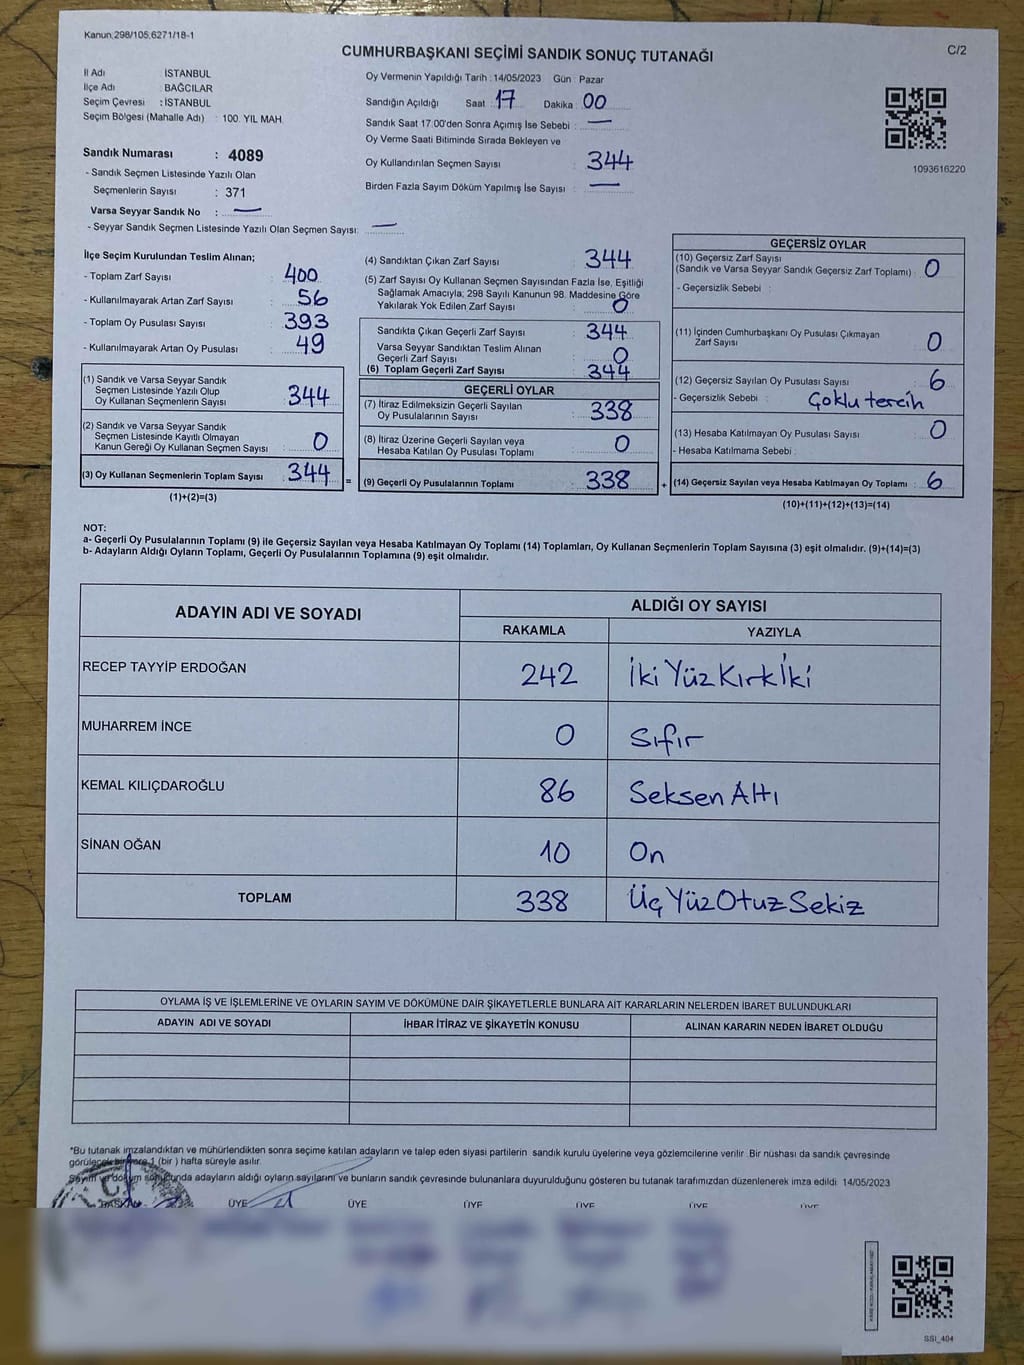 Kanun:298/105,6271/18-1
C/2
CUMHURBAŞKANI SEÇİMİ SANDIK SONUÇ TUTANAĞI
İl Adı : İSTANBUL
İlçe Adı : BAĞCILAR
Seçim Çevresi : İSTANBUL
Seçim Bölgesi (Mahalle Adı) : 100. YIL MAH.
Sandık Numarası : 4089
- Sandık Seçmen Listesinde Yazılı Olan
Seçmenlerin Sayısı : 371
Varsa Seyyar Sandık No : —
- Seyyar Sandık Seçmen Listesinde Yazılı Olan Seçmen Sayısı: —
Oy Vermenin Yapıldığı Tarih : 14/05/2023 Gün Pazar
Sandığın Açıldığı Saat : 17 Dakika : 00
Sandık Saat 17:00'den Sonra Açımış İse Sebebi : —
Oy Verme Saati Bitiminde Sırada Bekleyen ve
Oy Kullandırılan Seçmen Sayısı : 344
Birden Fazla Sayım Döküm Yapılmış İse Sayısı : —
1093616220
İlçe Seçim Kurulundan Teslim Alınan;
- Toplam Zarf Sayısı : 400
- Kullanılmayarak Artan Zarf Sayısı : 56
- Toplam Oy Pusulası Sayısı : 393
- Kullanılmayarak Artan Oy Pusulası : 49
(1) Sandık ve Varsa Seyyar Sandık
Seçmen Listesinde Yazılı Olup
Oy Kullanan Seçmenlerin Sayısı : 344
(2) Sandık ve Varsa Seyyar Sandık
Seçmen Listesinde Kayıtlı Olmayan
Kanun Gereği Oy Kullanan Seçmen Sayısı : 0
(3) Oy Kullanan Seçmenlerin Toplam Sayısı : 344
(1)+(2)=(3)
=
(4) Sandıktan Çıkan Zarf Sayısı : 344
(5) Zarf Sayısı Oy Kullanan Seçmen Sayısından Fazla İse, Eşitliği
Sağlamak Amacıyla, 298 Sayılı Kanunun 98. Maddesine Göre
Yakılarak Yok Edilen Zarf Sayısı : 0
Sandıkta Çıkan Geçerli Zarf Sayısı : 344
Varsa Seyyar Sandıktan Teslim Alınan
Geçerli Zarf Sayısı : 0
(6) Toplam Geçerli Zarf Sayısı : 344
GEÇERLİ OYLAR
(7) İtiraz Edilmeksizin Geçerli Sayılan
Oy Pusulalarının Sayısı : 338
(8) İtiraz Üzerine Geçerli Sayılan veya
Hesaba Katılan Oy Pusulası Toplamı : 0
(9) Geçerli Oy Pusulalarının Toplamı : 338
+
GEÇERSİZ OYLAR
(10) Geçersiz Zarf Sayısı
(Sandık ve Varsa Seyyar Sandık Geçersiz Zarf Toplamı) : 0
- Geçersizlik Sebebi :
(11) İçinden Cumhurbaşkanı Oy Pusulası Çıkmayan
Zarf Sayısı : 0
(12) Geçersiz Sayılan Oy Pusulası Sayısı : 6
- Geçersizlik Sebebi : Çoklu tercih
(13) Hesaba Katılmayan Oy Pusulası Sayısı : 0
- Hesaba Katılmama Sebebi :
(14) Geçersiz Sayılan veya Hesaba Katılmayan Oy Toplamı : 6
(10)+(11)+(12)+(13)=(14)
NOT:
a- Geçerli Oy Pusulalarının Toplamı (9) ile Geçersiz Sayılan veya Hesaba Katılmayan Oy Toplamı (14) Toplamları, Oy Kullanan Seçmenlerin Toplam Sayısına (3) eşit olmalıdır. (9)+(14)=(3)
b- Adayların Aldığı Oyların Toplamı, Geçerli Oy Pusulalarının Toplamına (9) eşit olmalıdır.
ADAYIN ADI VE SOYADI ALDIĞI OY SAYISI
RAKAMLA YAZIYLA
RECEP TAYYİP ERDOĞAN 242 İki Yüz Kırk İki
MUHARREM İNCE 0 Sıfır
KEMAL KILIÇDAROĞLU 86 Seksen Altı
SİNAN OĞAN 10 On
TOPLAM 338 Üç Yüz Otuz Sekiz
OYLAMA İŞ VE İŞLEMLERİNE VE OYLARIN SAYIM VE DÖKÜMÜNE DAİR ŞİKAYETLERLE BUNLARA AİT KARARLARIN NELERDEN İBARET BULUNDUKLARI
ADAYIN ADI VE SOYADI İHBAR İTİRAZ VE ŞİKAYETİN KONUSU ALINAN KARARIN NEDEN İBARET OLDUĞU
*Bu tutanak imzalandıktan ve mühürlendikten sonra seçime katılan adayların ve talep eden siyasi partilerin sandık kurulu üyelerine veya gözlemcilerine verilir. Bir nüshası da sandık çevresinde
görülecek bir yere 1 (bir ) hafta süreyle asılır.
Sayım ve döküm sonucunda adayların aldığı oyların sayılarını ve bunların sandık çevresinde bulunanlara duyurulduğunu gösteren bu tutanak tarafımızdan düzenlenerek imza edildi. 14/05/2023
BAŞKAN ÜYE ÜYE ÜYE ÜYE ÜYE ÜYE
SSI_404